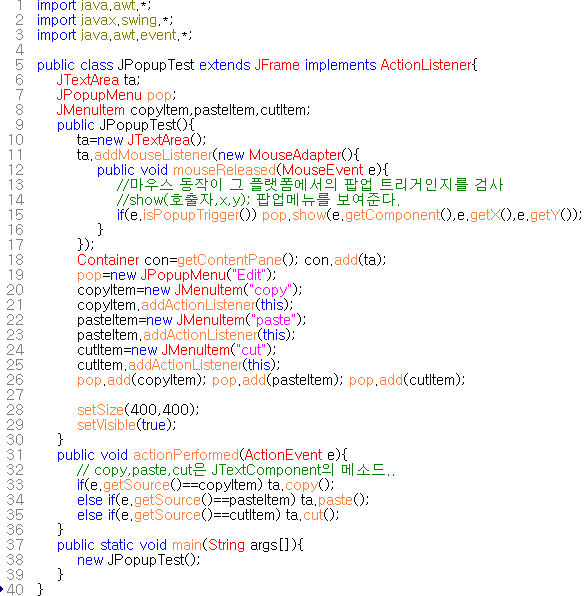 1 import java.awt.*;
2 import javax.swing.*;
3 import java.awt.event.*;
4
5 public class JPopupTest extends JFrame implements ActionListener{
6 JTextArea ta;
7 JPopupMenu pop;
8 JMenuItem copyItem,pasteItem,cutItem;
9 public JPopupTest(){
10 ta=new JTextArea();
11 ta.addMouseListener(new MouseAdapter(){
12 public void mouseReleased(MouseEvent e){
13 //마우스 동작이 그 플랫폼에서의 팝업 트리거인지를 검사
14 //show(호출자,x,y); 팝업메뉴를 보여준다.
15 if(e.isPopupTrigger()) pop.show(e.getComponent(),e.getX(),e.getY());
16 }
17 });
18 Container con=getContentPane(); con.add(ta);
19 pop=new JPopupMenu("Edit");
20 copyItem=new JMenuItem("copy");
21 copyItem.addActionListener(this);
22 pasteItem=new JMenuItem("paste");
23 pasteItem.addActionListener(this);
24 cutItem=new JMenuItem("cut");
25 cutItem.addActionListener(this);
26 pop.add(copyItem); pop.add(pasteItem); pop.add(cutItem);
27
28 setSize(400,400);
29 setVisible(true);
30 }
31 public void actionPerformed(ActionEvent e){
32 // copy,paste,cut은 JTextComponent의 메소드..
33 if(e.getSource()==copyItem) ta.copy();
34 else if(e.getSource()==pasteItem) ta.paste();
35 else if(e.getSource()==cutItem) ta.cut();
36 }
37 public static void main(String args[]){
38 new JPopupTest();
39 }
40 }